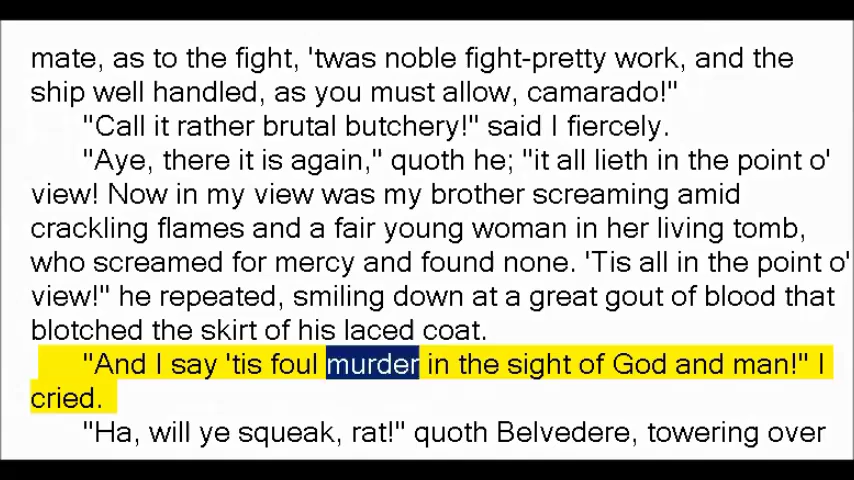 mate, as to the fight, 'twas noble fight-pretty work, and the
ship well handled, as you must allow, camarado!"
"Call it rather brutal butchery!" said I fiercely.
"Aye, there it is again," quoth he; "it all lieth in the point o'
view! Now in my view was my brother screaming amid
crackling flames and a fair young woman in her living tomb,
who screamed for mercy and found none. 'Tis all in the point o'
view!" he repeated, smiling down at a great gout of blood that
blotched the skirt of his laced coat.
"And I say 'tis foul murder in the sight of God and man!" I
cried.
"Ha, will ye squeak, rat!" quoth Belvedere, towering over